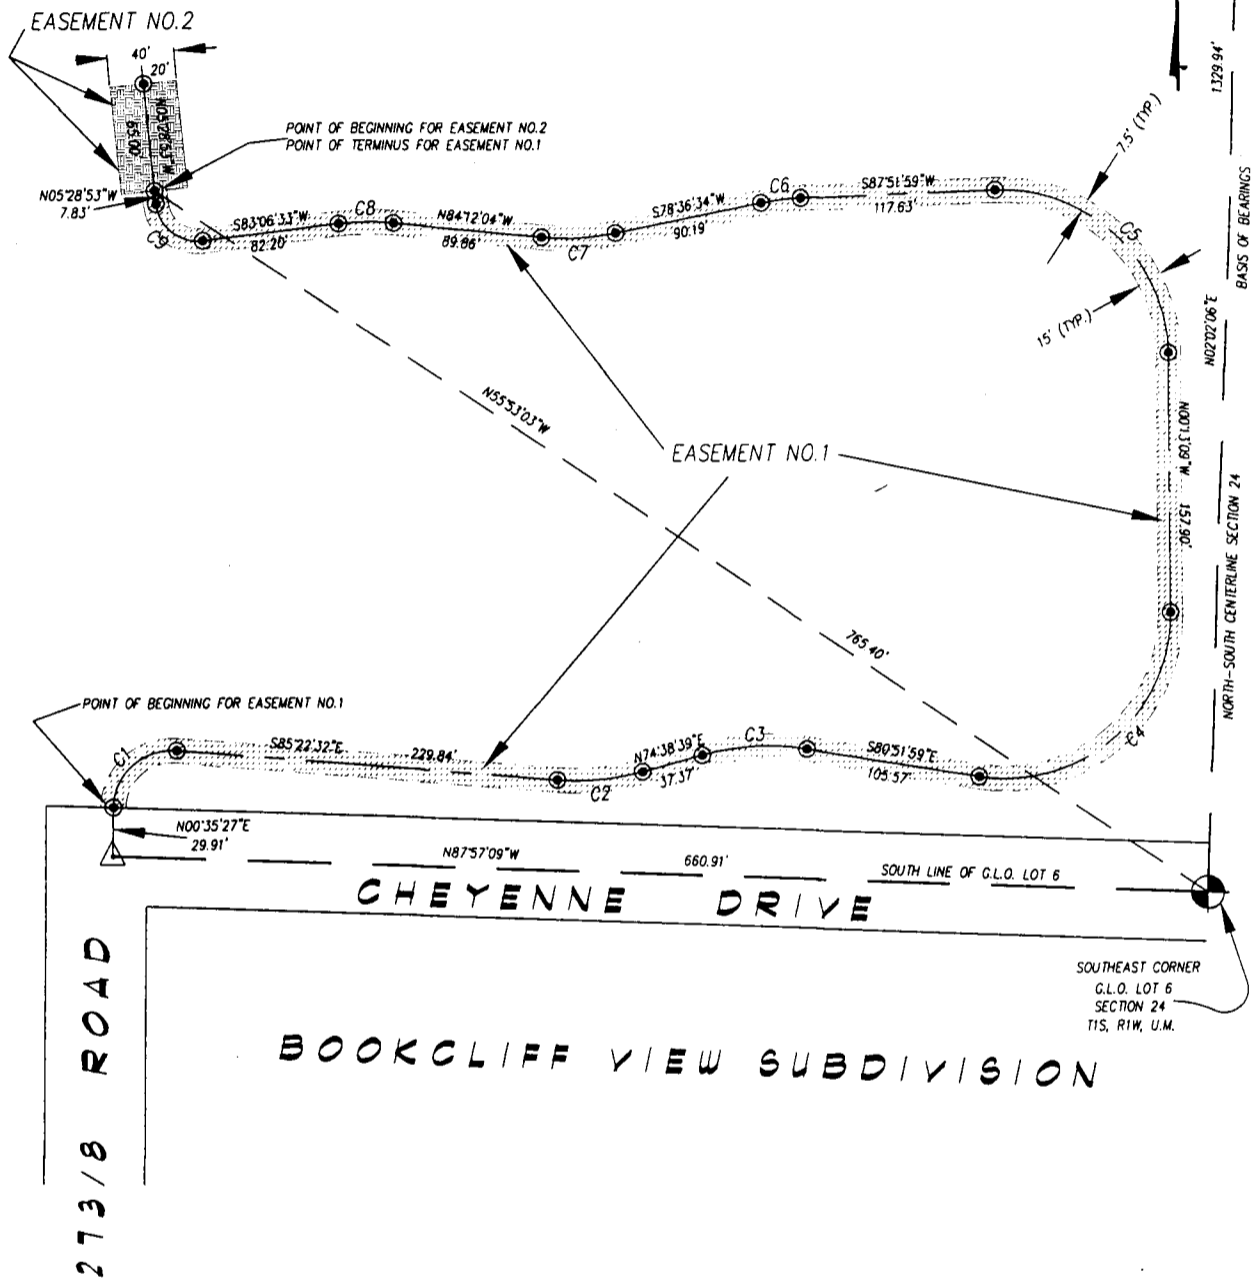 EASEMENT NO.2
40'
20'
N05°28'53"W
65.00'
POINT OF BEGINNING FOR EASEMENT NO.2
POINT OF TERMINUS FOR EASEMENT NO.1
N05°28'53"W
7.83'
C9
S83°06'33"W
82.20'
C8
N84°12'04"W
89.86'
C7
S78°36'34"W
90.19'
C6
S87°51'59"W
117.63'
7.5' (TYP.)
C5
15' (TYP.)
1329.94'
BASIS OF BEARINGS
N02°02'06"E
NORTH-SOUTH CENTERLINE SECTION 24
N00°13'09"W
157.90'
N55°53'03"W
765.40'
EASEMENT NO.1
POINT OF BEGINNING FOR EASEMENT NO.1
C1
S85°22'32"E
229.84'
C2
N74°38'39"E
37.37'
C3
S80°51'59"E
105.57'
C4
N00°35'27"E
29.91'
N87°57'09"W
660.91'
SOUTH LINE OF G.L.O. LOT 6
CHEYENNE DRIVE
SOUTHEAST CORNER
G.L.O. LOT 6
SECTION 24
T1S, R1W, U.M.
BOOKCLIFF VIEW SUBDIVISION
27 3/8 ROAD